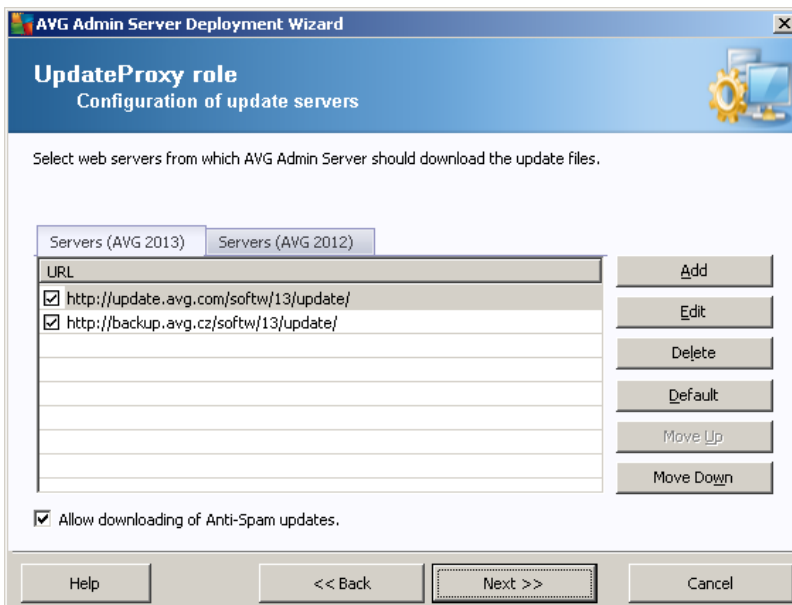 AVG Admin Server Deployment Wizard
UpdateProxy role
Configuration of update servers
Select web servers from which AVG Admin Server should download the update files.
Servers (AVG 2013) Servers (AVG 2012)
URL
http://update.avg.com/softw/13/update/
http://backup.avg.cz/softw/13/update/
Add
Edit
Delete
Default
Move Up
Move Down
Allow downloading of Anti-Spam updates.
Help << Back Next >> Cancel